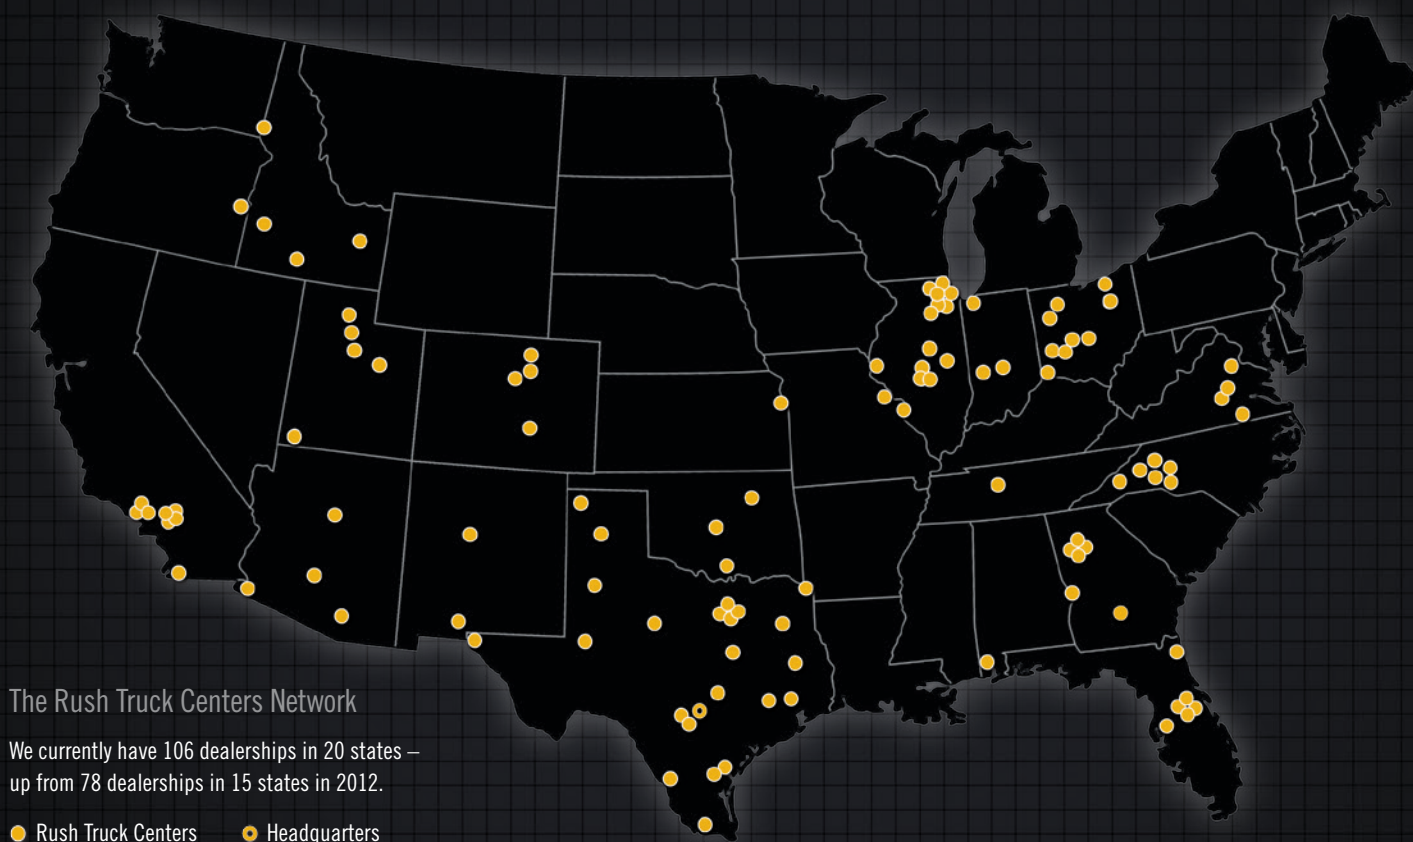 The Rush Truck Centers Network
We currently have 106 dealerships in 20 states –
up from 78 dealerships in 15 states in 2012.
Rush Truck Centers
Headquarters